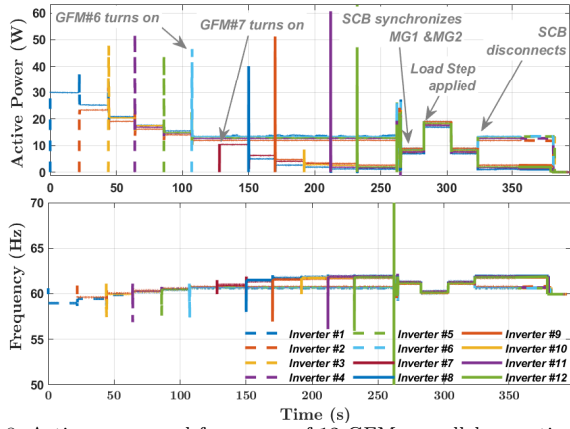 Active Power (W)
60
50
40
30
20
10
0
GFM#6 turns on
GFM#7 turns on
SCB synchronizes
MG1 &MG2
Load Step
applied
SCB
disconnects
0 50 100 150 200 250 300 350
Frequency (Hz)
70
65
60
55
50
Inverter #1 Inverter #5 Inverter #9
Inverter #2 Inverter #6 Inverter #10
Inverter #3 Inverter #7 Inverter #11
Inverter #4 Inverter #8 Inverter #12
0 50 100 150 200 250 300 350
Time (s)